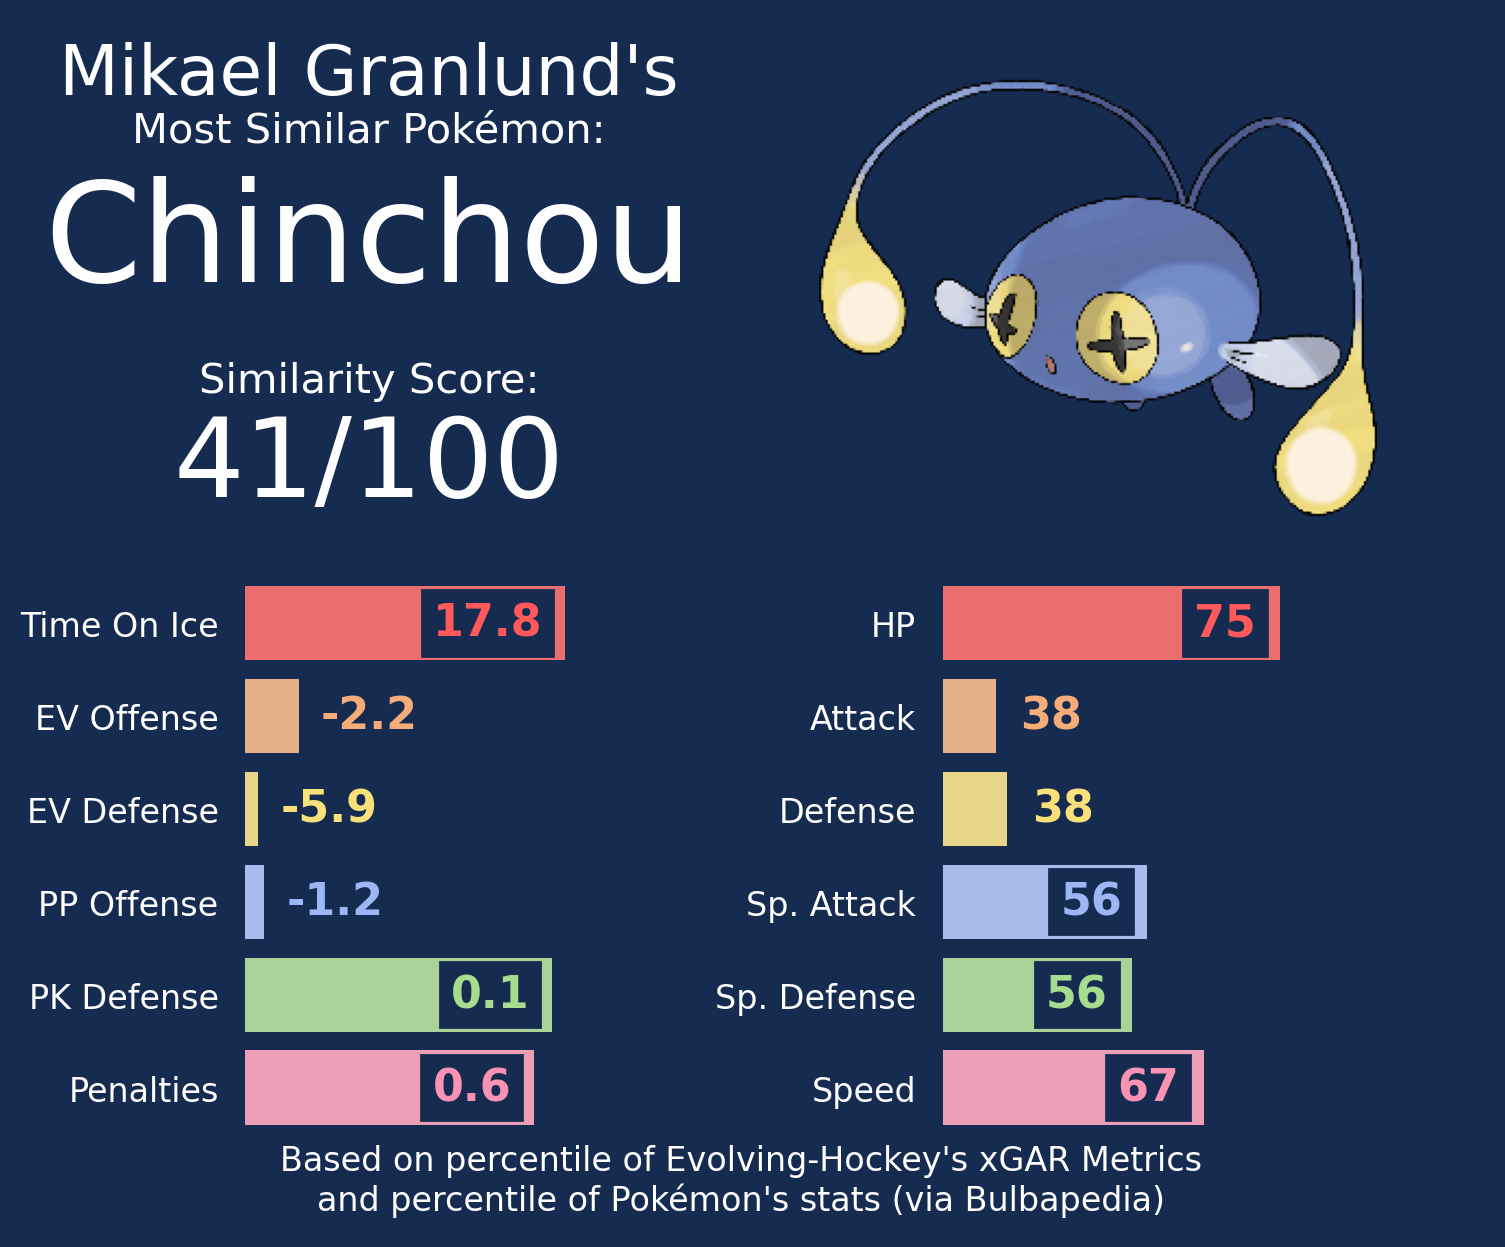 Mikael Granlund's
Most Similar Pokémon:
Chinchou
Similarity Score:
41/100
Time On Ice 17.8
EV Offense -2.2
EV Defense -5.9
PP Offense -1.2
PK Defense 0.1
Penalties 0.6
HP 75
Attack 38
Defense 38
Sp. Attack 56
Sp. Defense 56
Speed 67
Based on percentile of Evolving-Hockey's xGAR Metrics
and percentile of Pokémon's stats (via Bulbapedia)